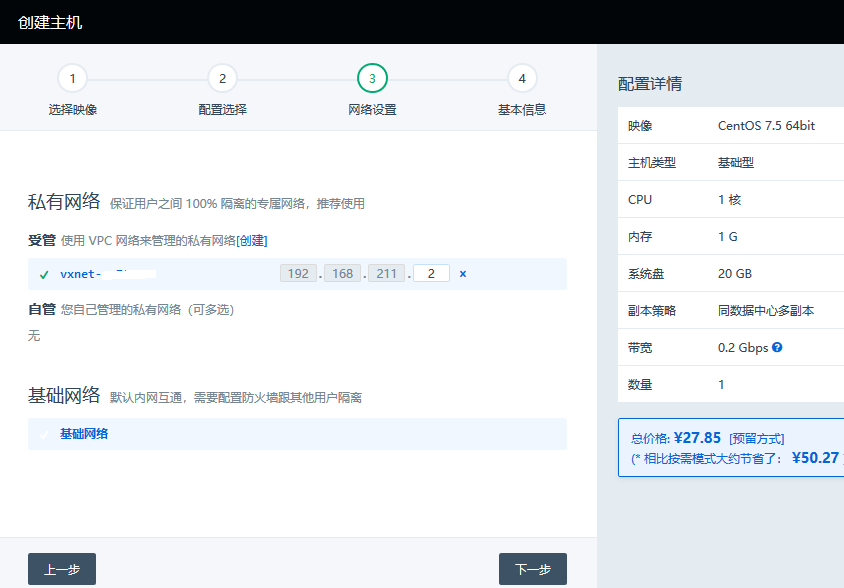 创建主机
1 2 3 4
选择映像 配置选择 网络设置 基本信息
私有网络 保证用户之间 100% 隔离的专属网络，推荐使用
受管 使用 VPC 网络来管理的私有网络[创建]
vxnet- 192 . 168 . 211 . 2 ×
自管 您自己管理的私有网络（可多选）
无
基础网络 默认内网互通，需要配置防火墙跟其他用户隔离
基础网络
上一步 下一步
配置详情
映像 CentOS 7.5 64bit
主机类型 基础型
CPU 1 核
内存 1 G
系统盘 20 GB
副本策略 同数据中心多副本
带宽 0.2 Gbps ?
数量 1
总价格: ¥27.85 [预留方式]
(* 相比按需模式大约节省了： ¥50.27